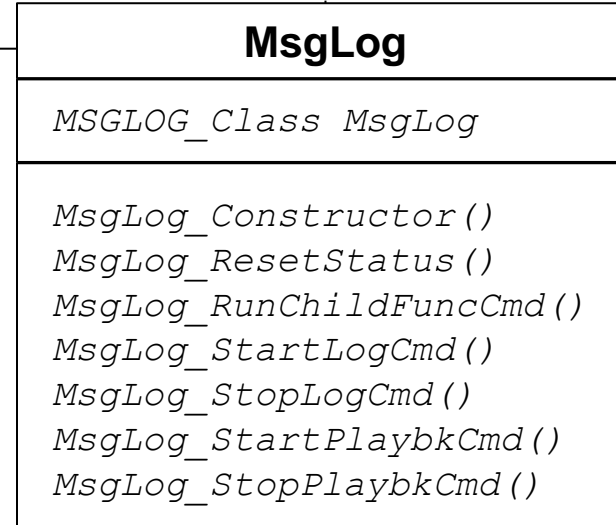 MsgLog
MSGLOG_Class MsgLog
MsgLog_Constructor()
MsgLog_ResetStatus()
MsgLog_RunChildFuncCmd()
MsgLog_StartLogCmd()
MsgLog_StopLogCmd()
MsgLog_StartPlaybkCmd()
MsgLog_StopPlaybkCmd()